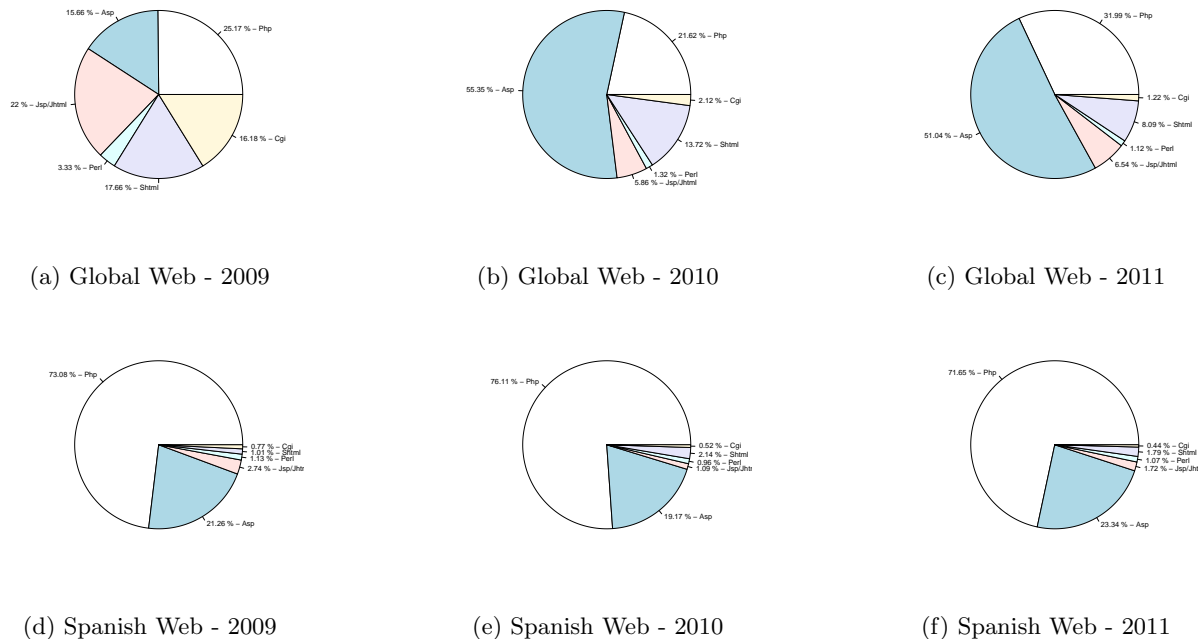 15.66 % − Asp
25.17 % − Php
22 % − Jsp/Jhtml
3.33 % − Perl
17.66 % − Shtml
16.18 % − Cgi
(a) Global Web - 2009
21.62 % − Php
55.35 % − Asp
2.12 % − Cgi
13.72 % − Shtml
1.32 % − Perl
5.86 % − Jsp/Jhtml
(b) Global Web - 2010
31.99 % − Php
51.04 % − Asp
1.22 % − Cgi
8.09 % − Shtml
1.12 % − Perl
6.54 % − Jsp/Jhtml
(c) Global Web - 2011
73.08 % − Php
0.77 % − Cgi
1.01 % − Shtml
1.13 % − Perl
2.74 % − Jsp/Jhtr
21.26 % − Asp
(d) Spanish Web - 2009
76.11 % − Php
0.52 % − Cgi
2.14 % − Shtml
0.96 % − Perl
1.09 % − Jsp/Jhtml
19.17 % − Asp
(e) Spanish Web - 2010
71.65 % − Php
0.44 % − Cgi
1.79 % − Shtml
1.07 % − Perl
1.72 % − Jsp/Jht
23.34 % − Asp
(f) Spanish Web - 2011